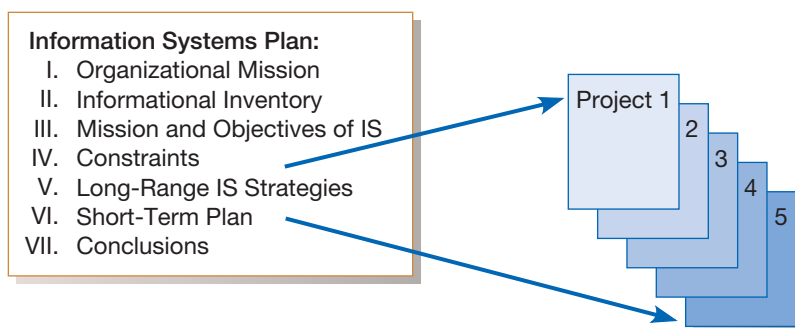 Information Systems Plan:
I. Organizational Mission
II. Informational Inventory
III. Mission and Objectives of IS
IV. Constraints
V. Long-Range IS Strategies
VI. Short-Term Plan
VII. Conclusions
Project 1
2
3
4
5